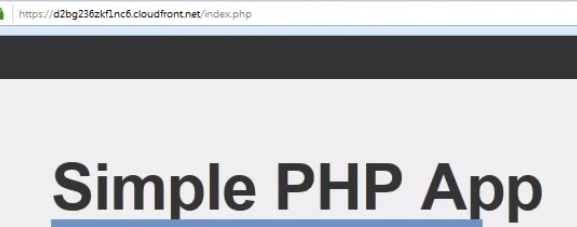 https://d2bg236zkf1nc6.cloudfront.net/index.php
Simple PHP App